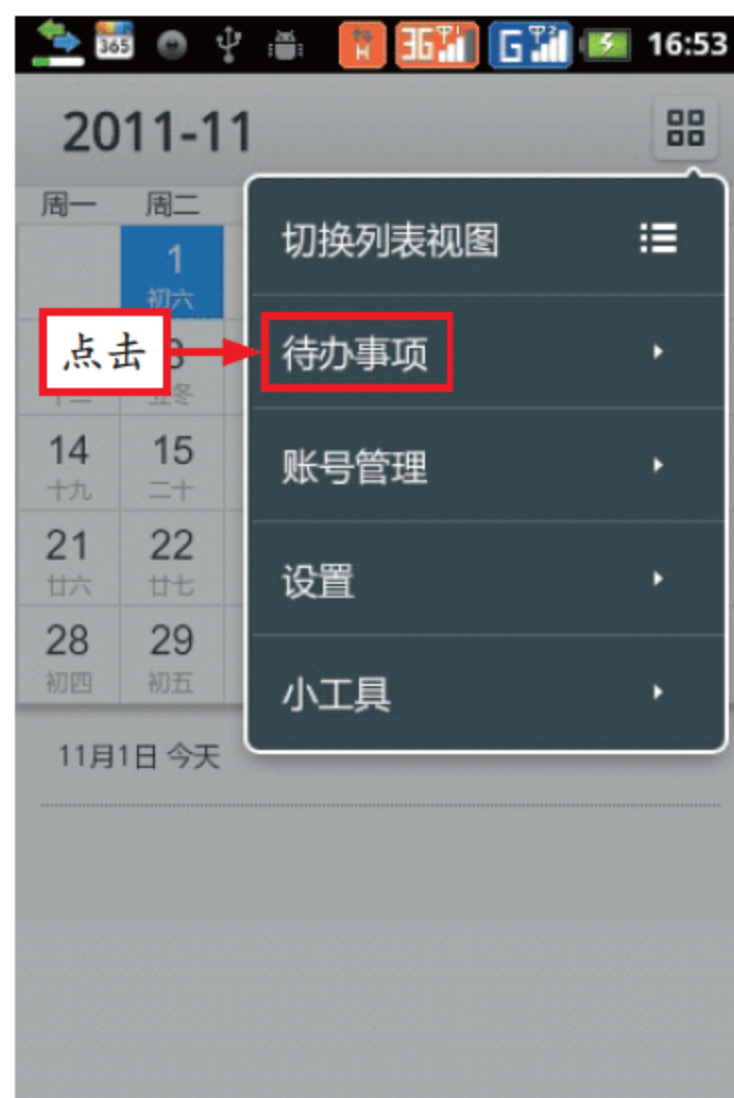 365 H 3G 1 G 2 16:53
2011-11
周一 周二
切换列表视图
1
初六
点击
待办事项
14 15
十九 二十
账号管理
21 22
廿六 廿七
设置
28 29
初四 初五
小工具
11月1日 今天